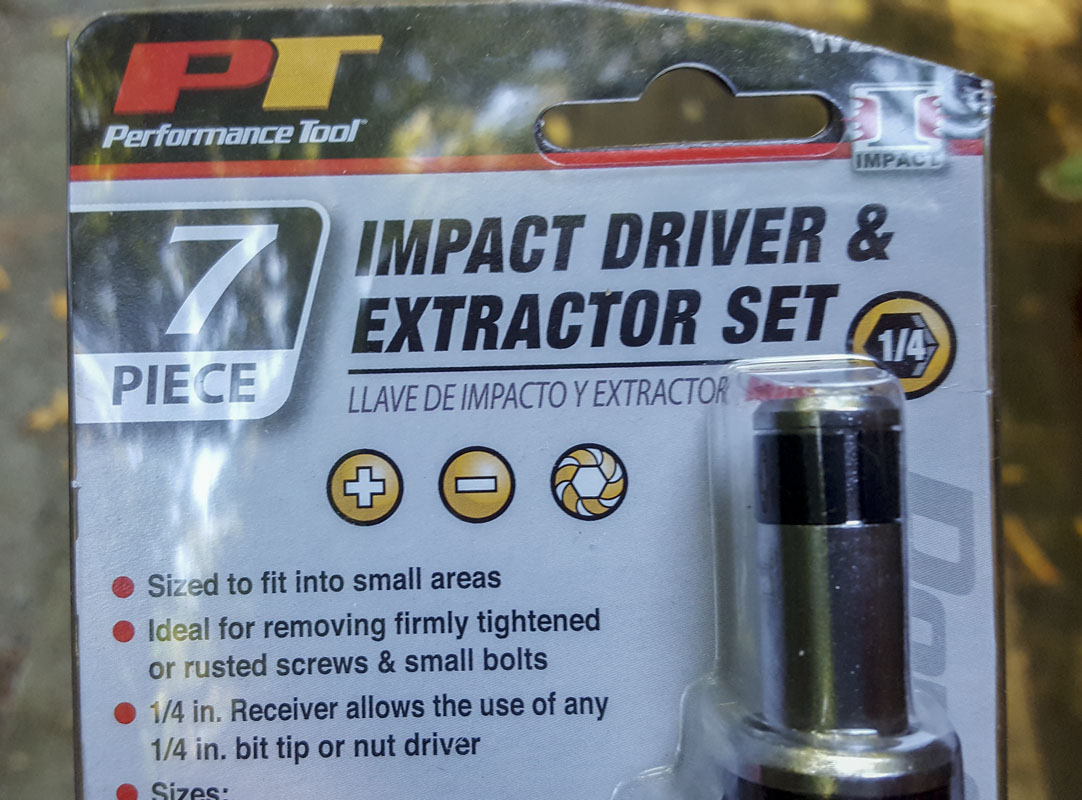 PT
Performance Tool
IMPACT
7
PIECE
IMPACT DRIVER &
EXTRACTOR SET
1/4
LLAVE DE IMPACTO Y EXTRACTOR
Sized to fit into small areas
Ideal for removing firmly tightened
or rusted screws & small bolts
1/4 in. Receiver allows the use of any
1/4 in. bit tip or nut driver
Sizes: